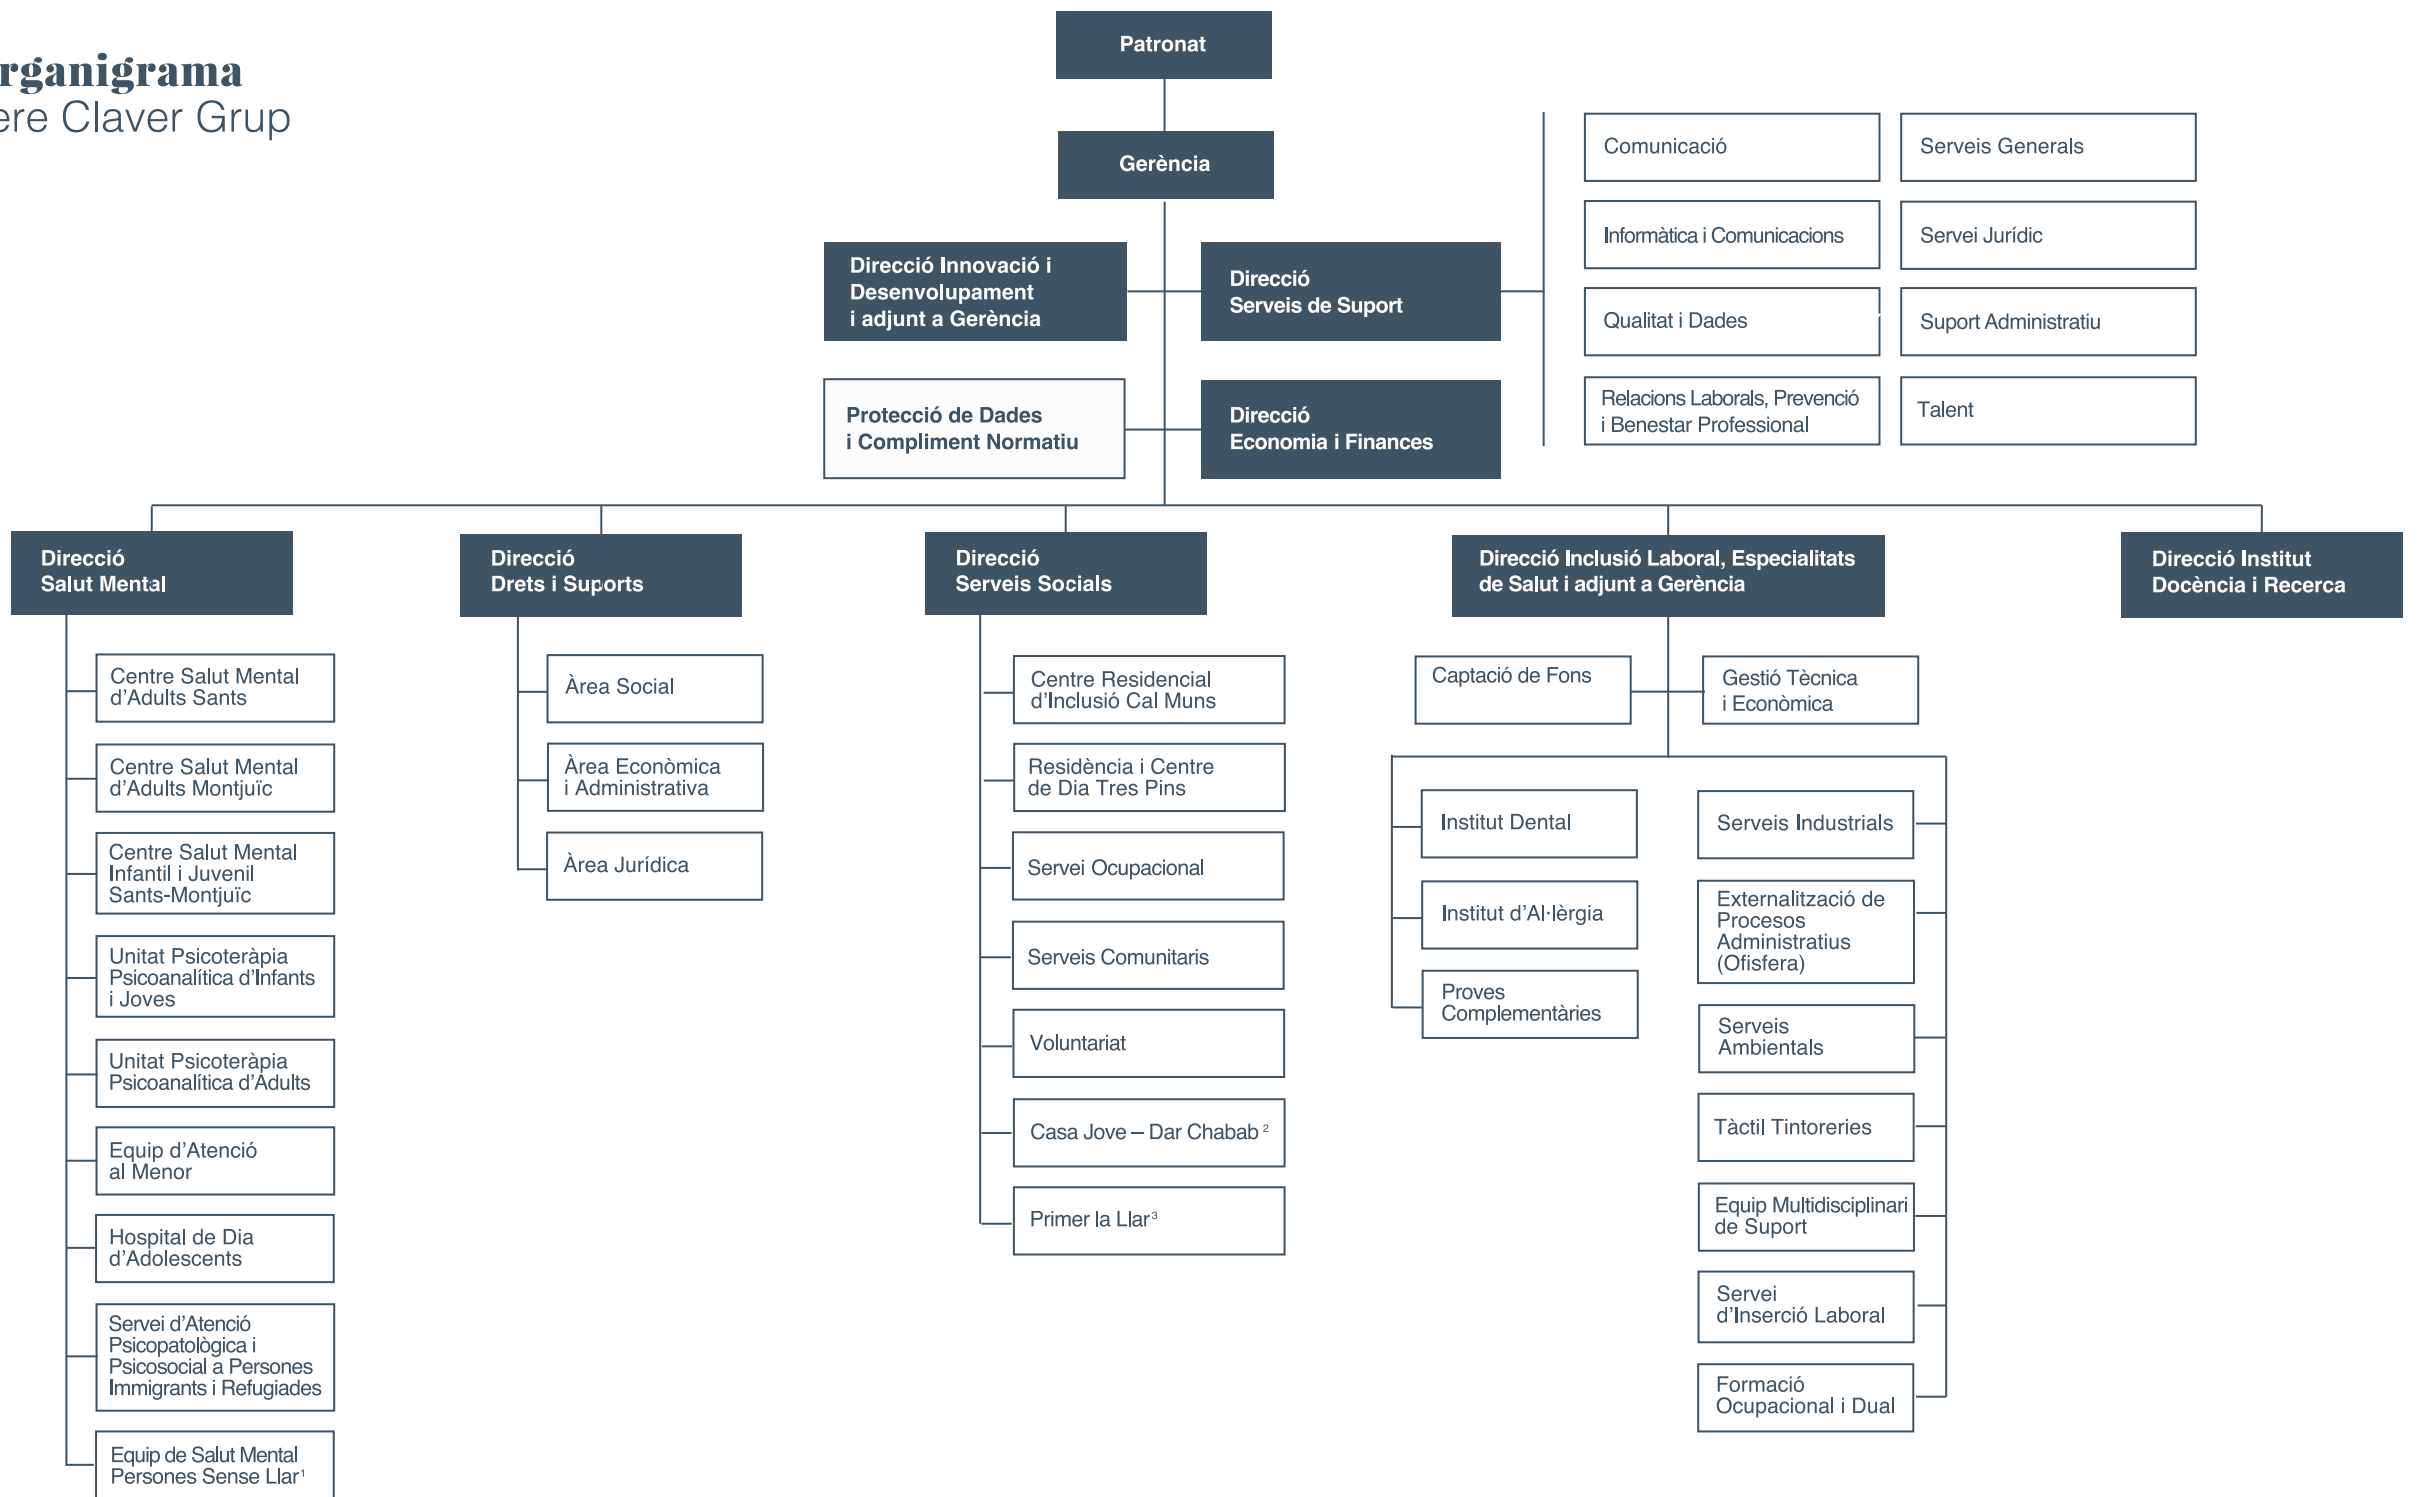 rganigrama
ere Claver Grup
Patronat
Gerència
Direcció Innovació i
Desenvolupament
i adjunt a Gerència
Direcció
Serveis de Suport
Protecció de Dades
i Compliment Normatiu
Direcció
Economia i Finances
Comunicació
Serveis Generals
Informàtica i Comunicacions
Servei Jurídic
Qualitat i Dades
Suport Administratiu
Relacions Laborals, Prevenció
i Benestar Professional
Talent
Direcció
Salut Mental
Centre Salut Mental
d'Adults Sants
Centre Salut Mental
d'Adults Montjuïc
Centre Salut Mental
Infantil i Juvenil
Sants-Montjuïc
Unitat Psicoteràpia
Psicoanalítica d'Infants
i Joves
Unitat Psicoteràpia
Psicoanalítica d'Adults
Equip d'Atenció
al Menor
Hospital de Dia
d'Adolescents
Servei d'Atenció
Psicopatològica i
Psicosocial a Persones
Immigrants i Refugiades
Equip de Salut Mental
Persones Sense Llar¹
Direcció
Drets i Suports
Àrea Social
Àrea Econòmica
i Administrativa
Àrea Jurídica
Direcció
Serveis Socials
Centre Residencial
d'Inclusió Cal Muns
Residència i Centre
de Dia Tres Pins
Servei Ocupacional
Serveis Comunitaris
Voluntariat
Casa Jove – Dar Chabab ²
Primer la Llar³
Direcció Inclusió Laboral, Especialitats
de Salut i adjunt a Gerència
Captació de Fons
Gestió Tècnica
i Econòmica
Institut Dental
Institut d'Al·lèrgia
Proves
Complementàries
Serveis Industrials
Externalització de
Procesos
Administratius
(Ofisfera)
Serveis
Ambientals
Tàctil Tintoreries
Equip Multidisciplinari
de Suport
Servei
d'Inserció Laboral
Formació
Ocupacional i Dual
Direcció Institut
Docència i Recerca